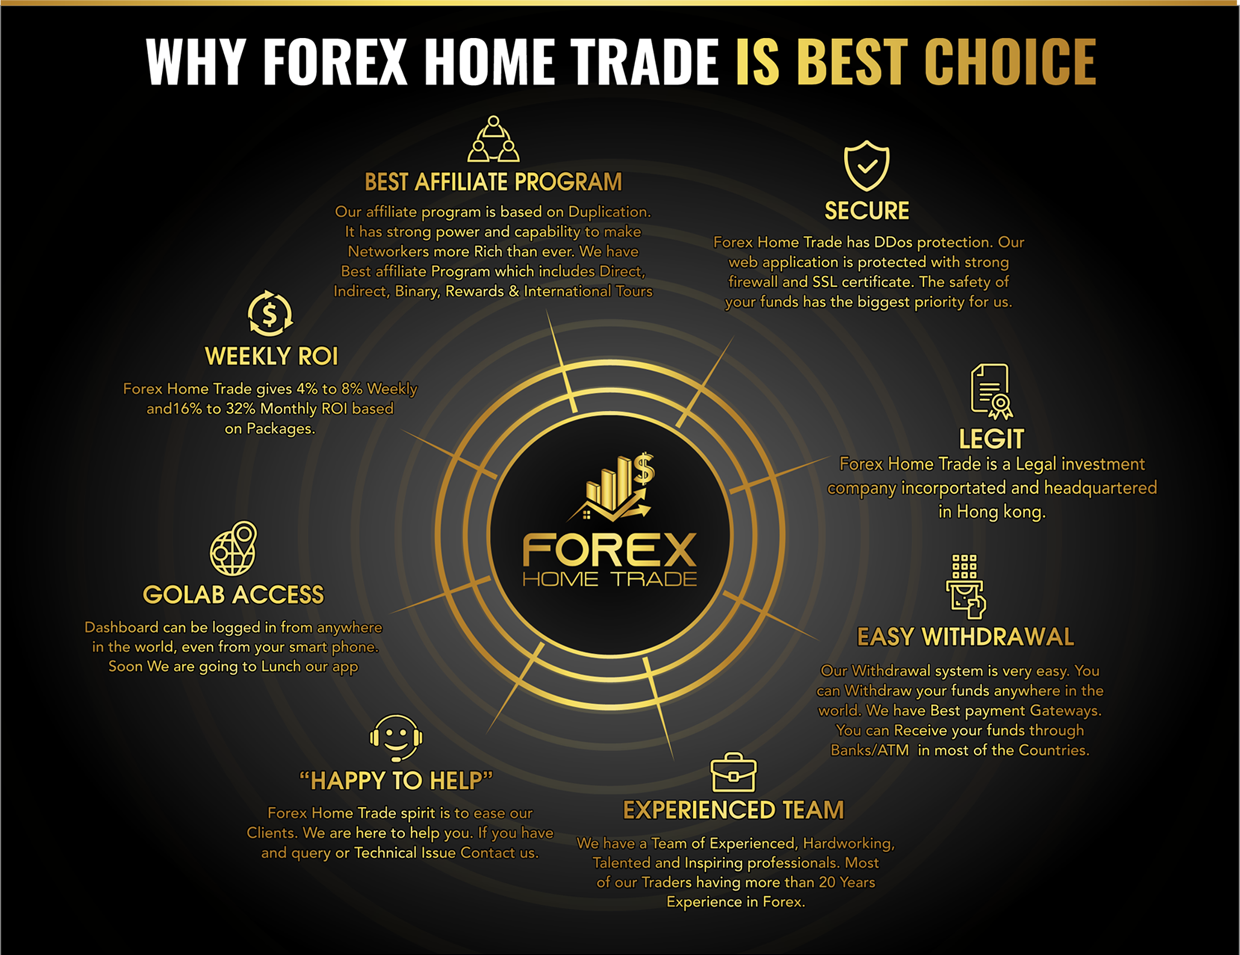 WHY FOREX HOME TRADE IS BEST CHOICE
BEST AFFILIATE PROGRAM
Our affiliate program is based on Duplication.
It has strong power and capability to make
Networkers more Rich than ever. We have
Best affiliate Program which includes Direct,
Indirect, Binary, Rewards & International Tours
SECURE
Forex Home Trade has DDos protection. Our
web application is protected with strong
firewall and SSL certificate. The safety of
your funds has the biggest priority for us.
WEEKLY ROI
Forex Home Trade gives 4% to 8% Weekly
and16% to 32% Monthly ROI based
on Packages.
LEGIT
Forex Home Trade is a Legal investment
company incorportated and headquartered
in Hong kong.
$
FOREX
HOME TRADE
GOLAB ACCESS
Dashboard can be logged in from anywhere
in the world, even from your smart phone.
Soon We are going to Lunch our app
EASY WITHDRAWAL
Our Withdrawal system is very easy. You
can Withdraw your funds anywhere in the
world. We have Best payment Gateways.
You can Receive your funds through
Banks/ATM in most of the Countries.
“HAPPY TO HELP”
Forex Home Trade spirit is to ease our
Clients. We are here to help you. If you have
and query or Technical Issue Contact us.
EXPERIENCED TEAM
We have a Team of Experienced, Hardworking,
Talented and Inspiring professionals. Most
of our Traders having more than 20 Years
Experience in Forex.